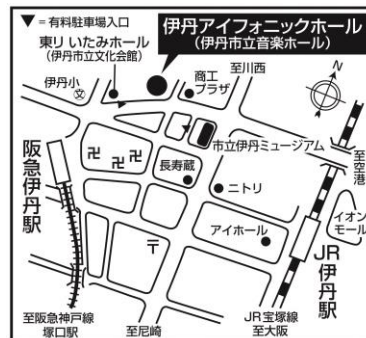 ▼=有料駐車場入口
伊丹アイフォニックホール
（伊丹市立音楽ホール）
東リ いたみホール
（伊丹市立文化会館）
商工
プラザ
至川西
伊丹小
文
N
市立伊丹ミュージアム
至空港
阪急伊丹駅
卍
卍
卍
長寿蔵
ニトリ
イオン
モール
アイホール
〒
JR伊丹駅
至阪急神戸線
塚口駅
至尼崎
JR宝塚線
至大阪